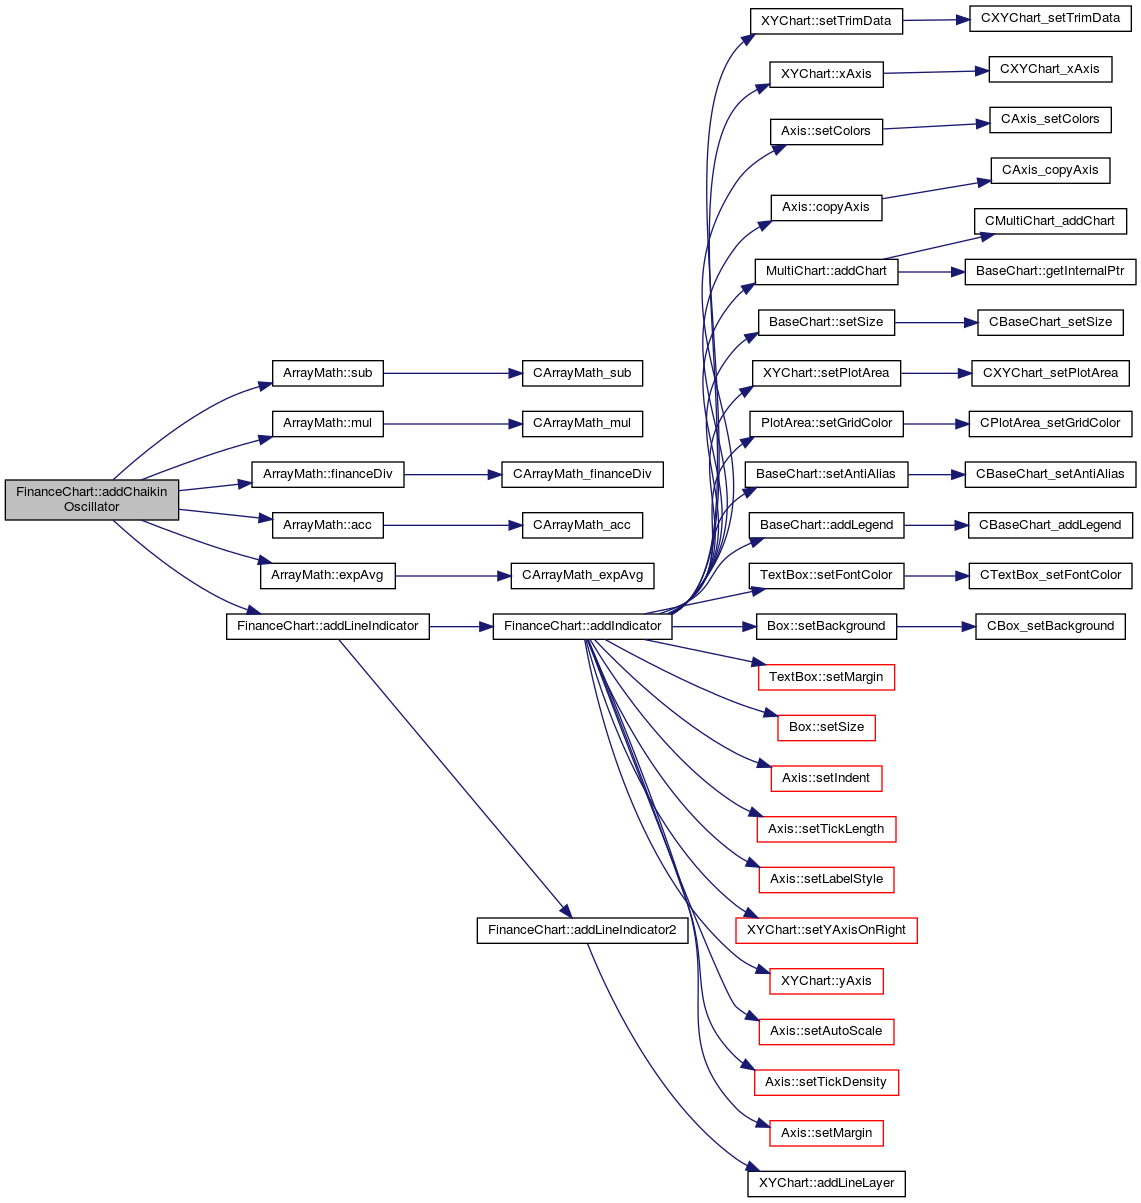 FinanceChart::addChaikin
Oscillator
ArrayMath::sub
ArrayMath::mul
ArrayMath::financeDiv
ArrayMath::acc
ArrayMath::expAvg
FinanceChart::addLineIndicator
CArrayMath_sub
CArrayMath_mul
CArrayMath_financeDiv
CArrayMath_acc
CArrayMath_expAvg
FinanceChart::addIndicator
FinanceChart::addLineIndicator2
XYChart::setTrimData
XYChart::xAxis
Axis::setColors
Axis::copyAxis
MultiChart::addChart
BaseChart::setSize
XYChart::setPlotArea
PlotArea::setGridColor
BaseChart::setAntiAlias
BaseChart::addLegend
TextBox::setFontColor
Box::setBackground
TextBox::setMargin
Box::setSize
Axis::setIndent
Axis::setTickLength
Axis::setLabelStyle
XYChart::setYAxisOnRight
XYChart::yAxis
Axis::setAutoScale
Axis::setTickDensity
Axis::setMargin
XYChart::addLineLayer
CXYChart_setTrimData
CXYChart_xAxis
CAxis_setColors
CAxis_copyAxis
CMultiChart_addChart
BaseChart::getInternalPtr
CBaseChart_setSize
CXYChart_setPlotArea
CPlotArea_setGridColor
CBaseChart_setAntiAlias
CBaseChart_addLegend
CTextBox_setFontColor
CBox_setBackground